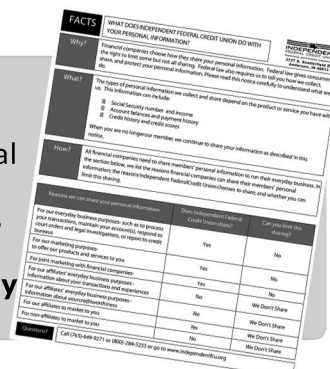 al
s
y
FACTS
WHAT DOES INDEPENDENT FEDERAL CREDIT UNION DO WITH
YOUR PERSONAL INFORMATION?
INDEPENDENT
FEDERAL CREDIT UNION
Anderson, IN
Why?
Financial companies choose how they share your personal information. Federal law gives consumers
the right to limit some but not all sharing. Federal law also requires us to tell you how we collect,
share, and protect your personal information. Please read this notice carefully to understand what we
do.
What?
The types of personal information we collect and share depend on the product or service you have with
us. This information can include:
Social Security number and income
Account balances and payment history
Credit history and credit scores
When you are no longer our member, we continue to share your information as described in this
notice.
How?
All financial companies need to share members' personal information to run their everyday business. In
the section below, we list the reasons financial companies can share their members' personal
information; the reasons Independent Federal Credit Union chooses to share; and whether you can
limit this sharing.
Reasons we can share your personal information
Does Independent Federal
Credit Union share?
Can you limit this
sharing?
For our everyday business purposes- such as to process
your transactions, maintain your account(s), respond to
court orders and legal investigations, or report to credit
bureaus
Yes
No
For our marketing purposes-
to offer our products and services to you
Yes
No
For joint marketing with financial companies-
Yes
No
For our affiliates' everyday business purposes -
Information about your transactions and experiences
No
We Don't Share
For our affiliates' everyday business purposes -
Information about your creditworthiness
No
We Don't Share
For our affiliates to market to you
No
We Don't Share
For non-affiliates to market to you
No
We Don't Share
Questions?
Call (765)-649-9271 or (800)-284-5233 or go to www.independentfcu.org